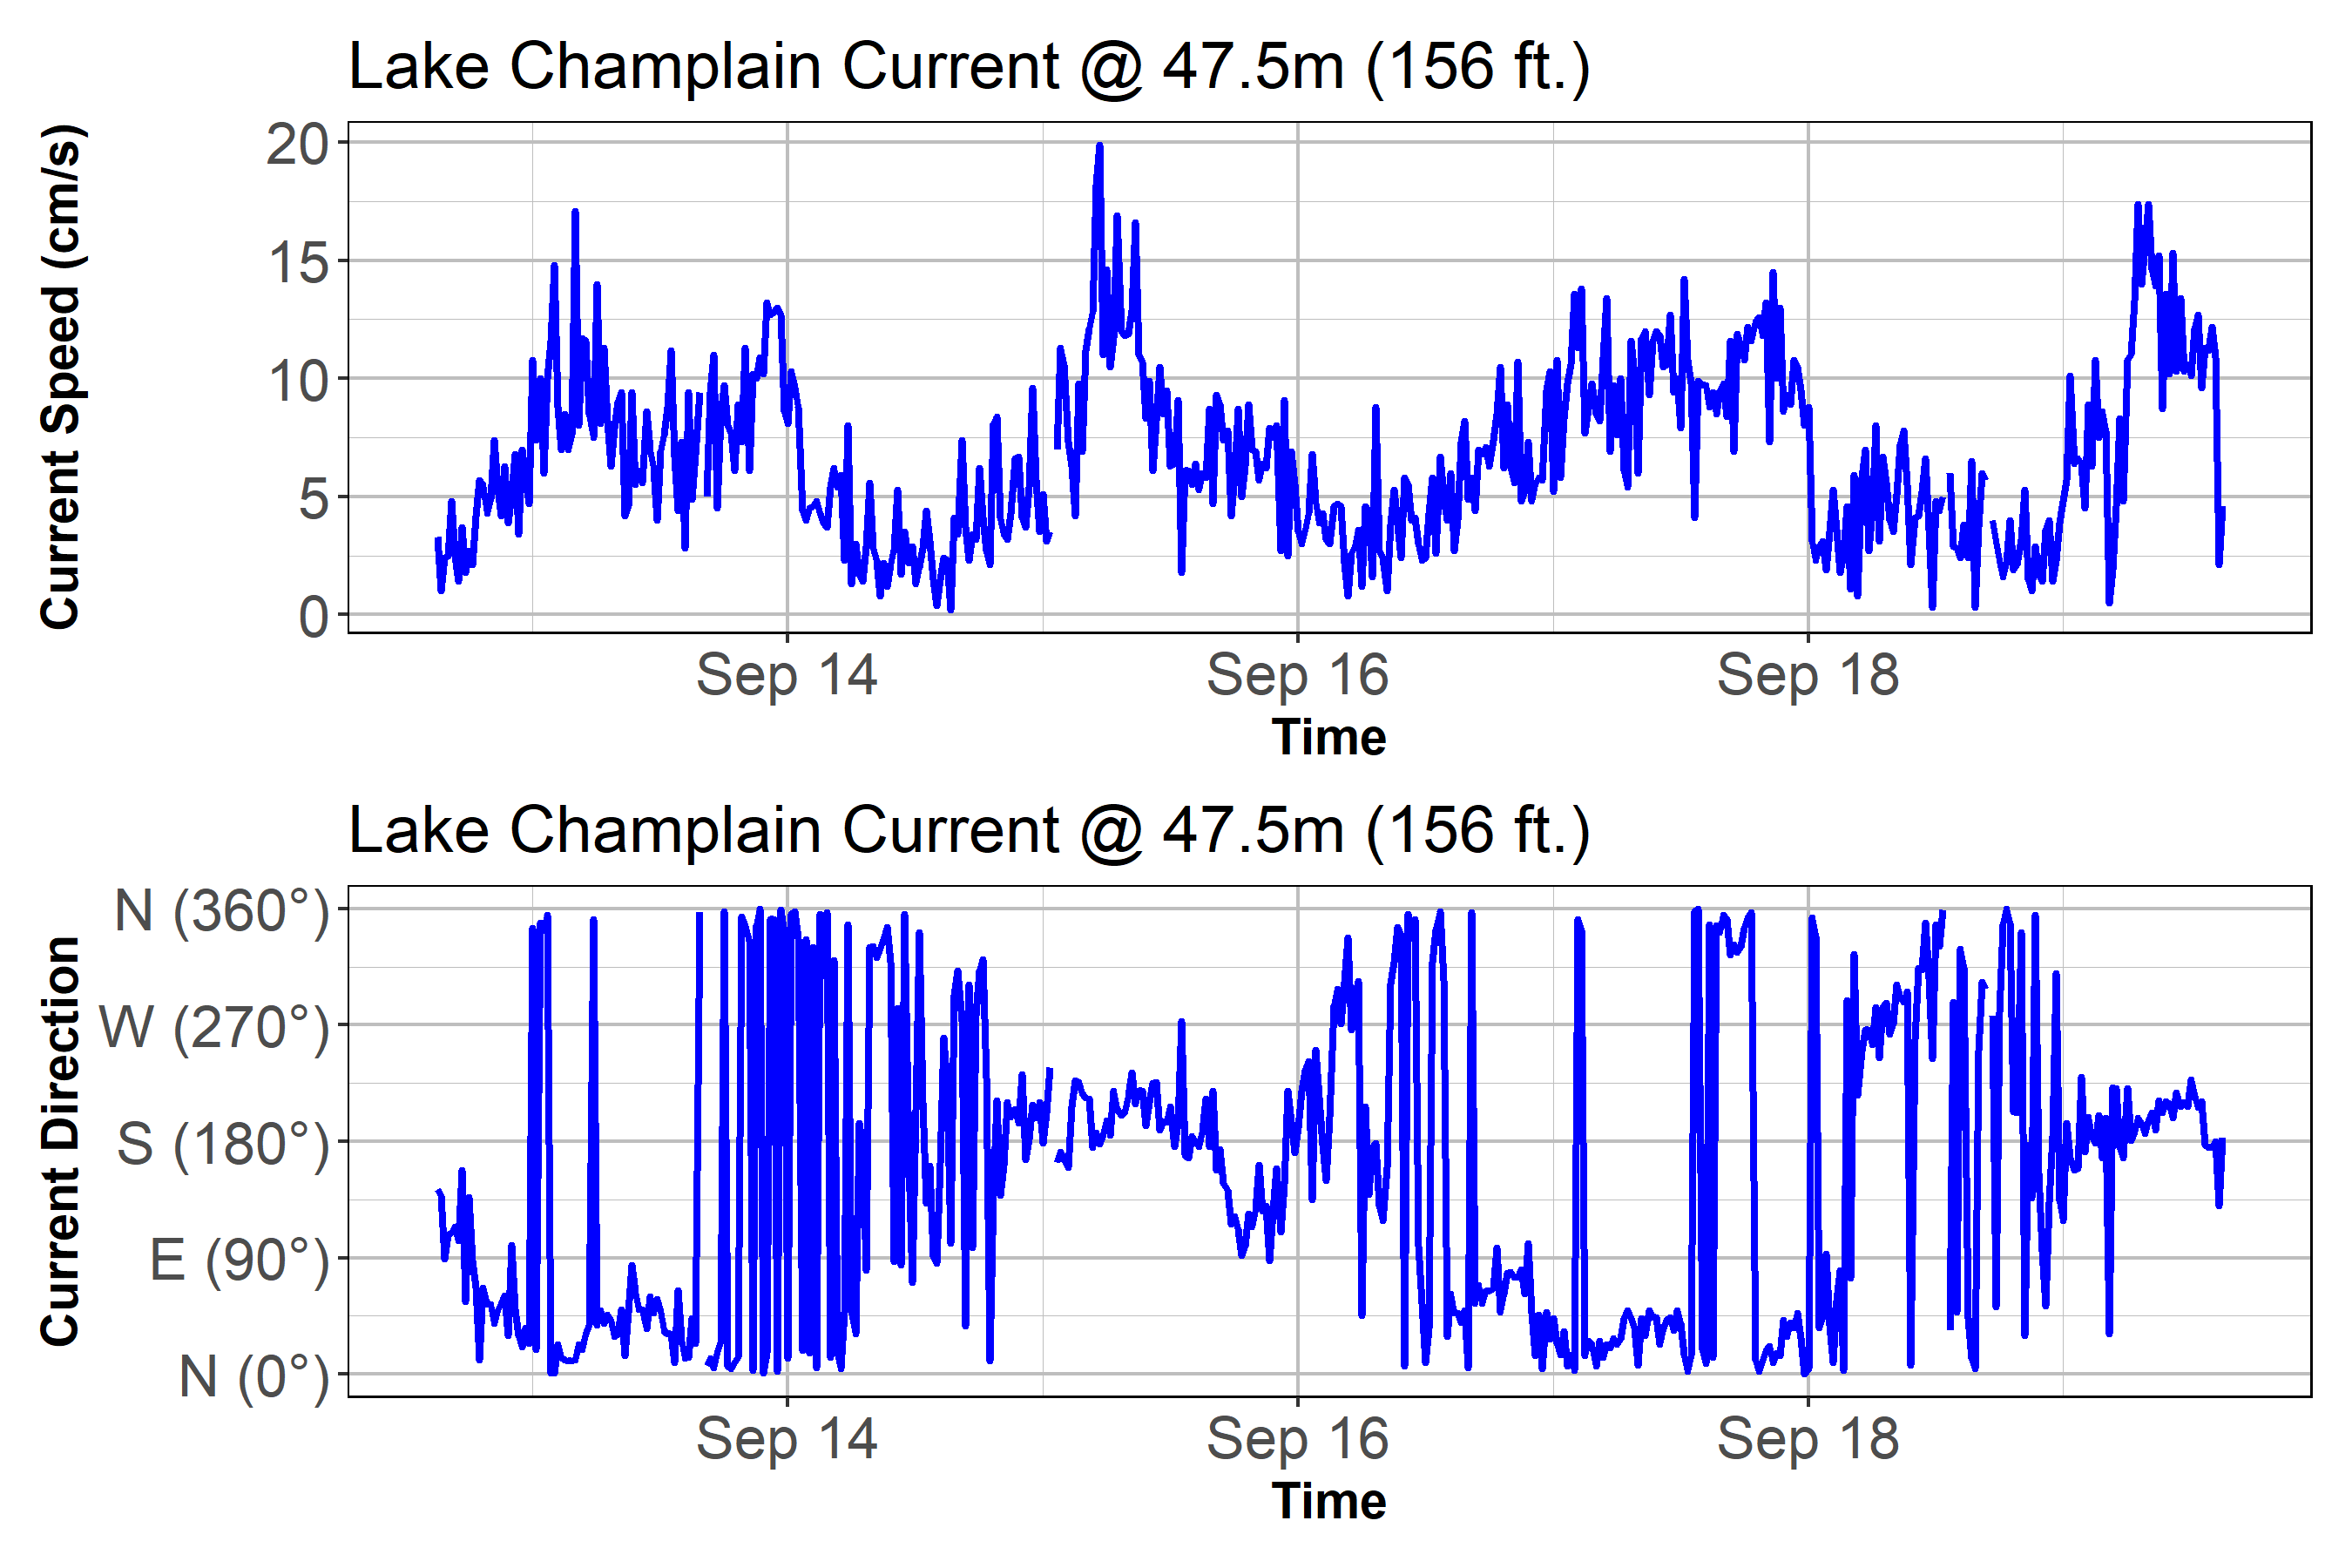 Lake Champlain Current @ 47.5m (156 ft.)
Current Speed (cm/s)
20
15
10
5
0
Sep 14 Sep 16 Sep 18
Time
Lake Champlain Current @ 47.5m (156 ft.)
Current Direction
N (360°)
W (270°)
S (180°)
E (90°)
N (0°)
Sep 14 Sep 16 Sep 18
Time